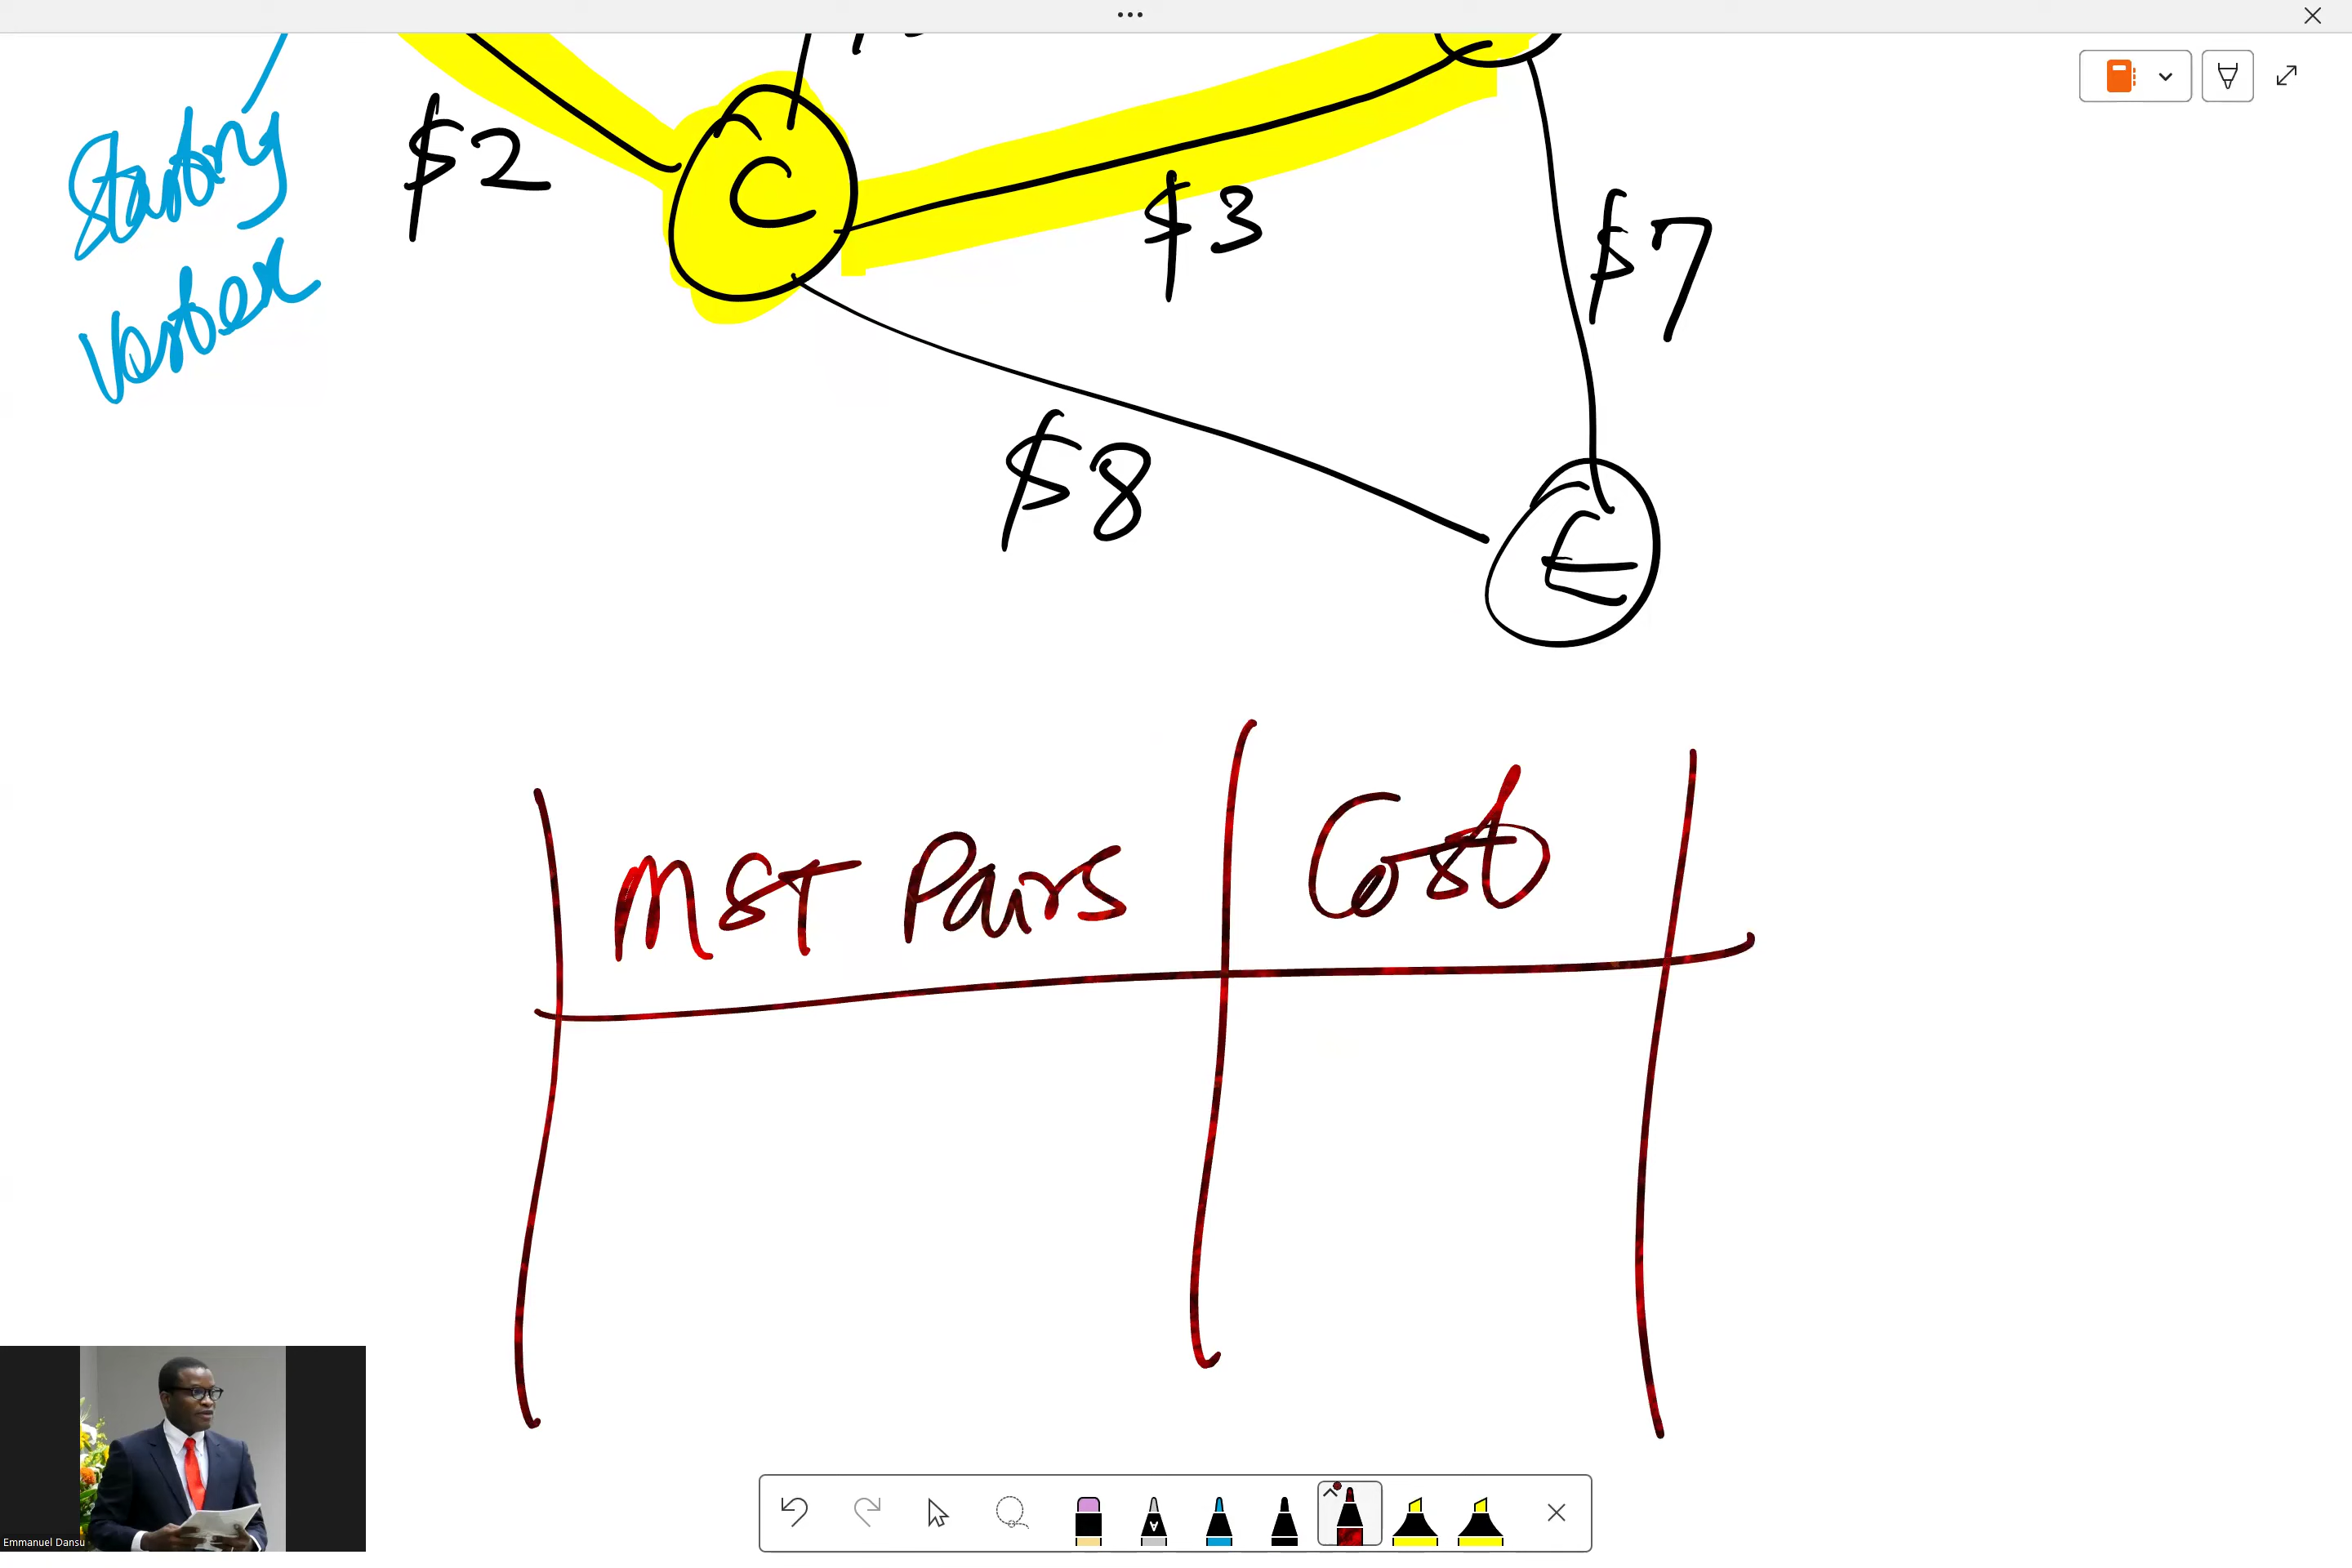 Starting
Vertex
$2
C
$3
$7
$8
E
MST Pairs
Cost
Emmanuel Dansu